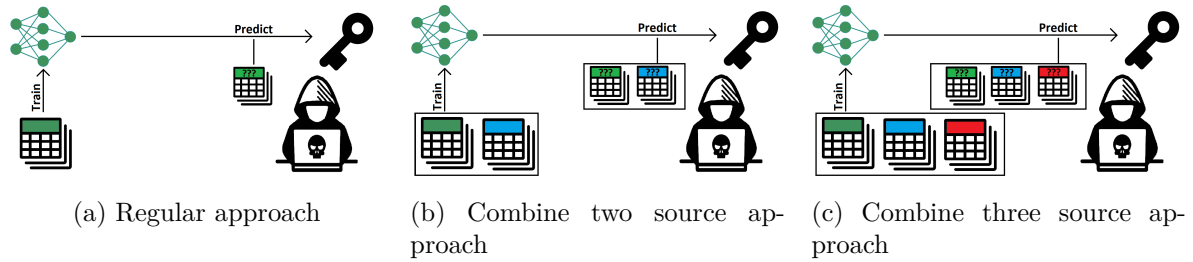 Predict
???
Train
(a) Regular approach
Predict
??? ???
Train
(b) Combine two source ap-
proach
Predict
??? ??? ???
Train
(c) Combine three source ap-
proach